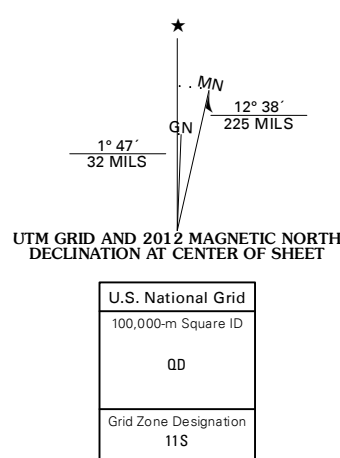 ★
MN
GN
12° 38´
225 MILS
1° 47´
32 MILS
UTM GRID AND 2012 MAGNETIC NORTH
DECLINATION AT CENTER OF SHEET
U.S. National Grid
100,000-m Square ID
QD
Grid Zone Designation
11S